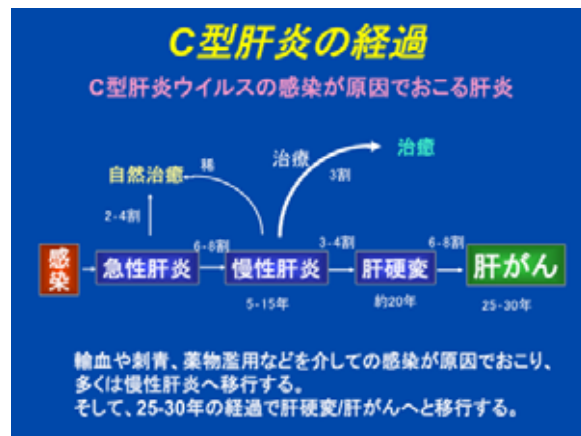 C型肝炎の経過
C型肝炎ウイルスの感染が原因でおこる肝炎
治癒
治療
3割
稀
自然治癒
2-4割
6-8割
3-4割
6-8割
感染
急性肝炎
慢性肝炎
肝硬変
肝がん
5-15年
約20年
25-30年
輸血や刺青、薬物濫用などを介しての感染が原因でおこり、
多くは慢性肝炎へ移行する。
そして、25-30年の経過で肝硬変/肝がんへと移行する。